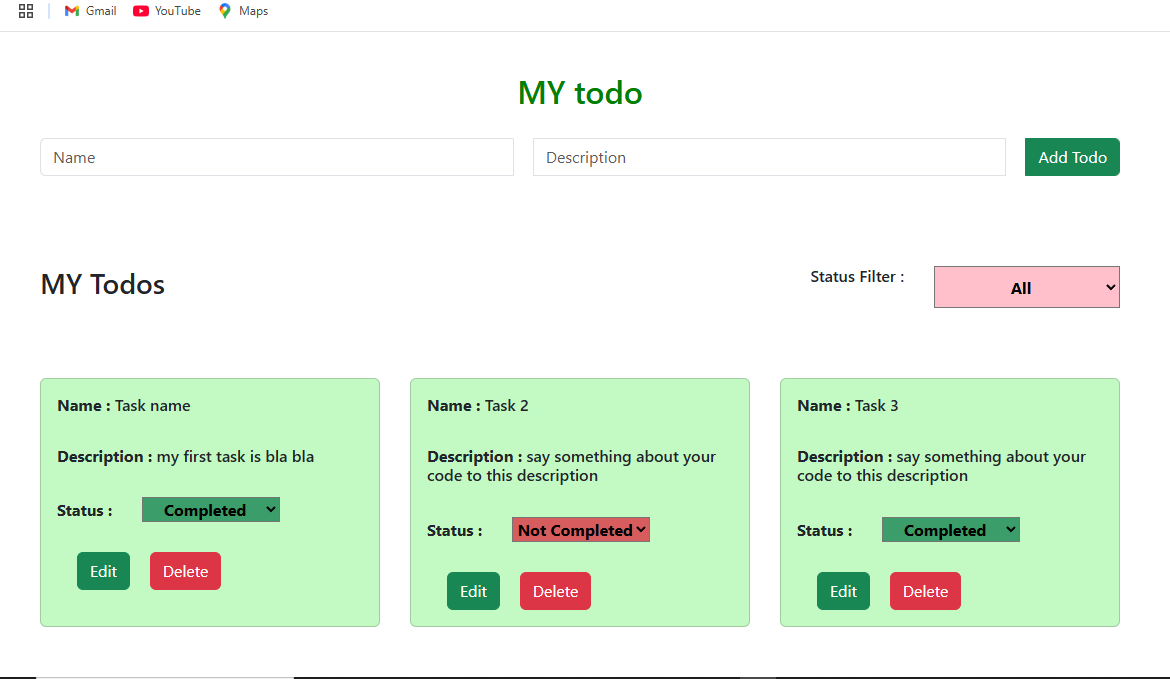 Gmail YouTube Maps
MY todo
Name Description Add Todo
MY Todos Status Filter : All
Name : Task name
Description : my first task is bla bla
Status : Completed
Edit Delete
Name : Task 2
Description : say something about your
code to this description
Status : Not Completed
Edit Delete
Name : Task 3
Description : say something about your
code to this description
Status : Completed
Edit Delete